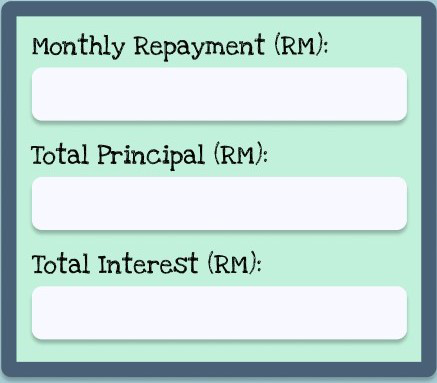 Monthly Repayment (RM):
Total Principal (RM):
Total Interest (RM):